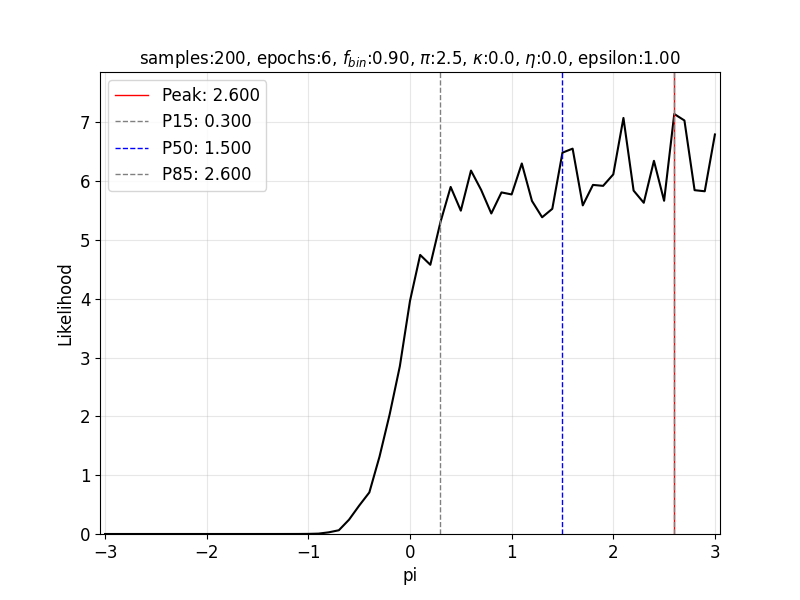 samples:200, epochs:6, f_bin:0.90, π:2.5, κ:0.0, η:0.0, epsilon:1.00
Peak: 2.600
P15: 0.300
P50: 1.500
P85: 2.600
7
6
5
4
3
2
1
0
Likelihood
−3 −2 −1 0 1 2 3
pi